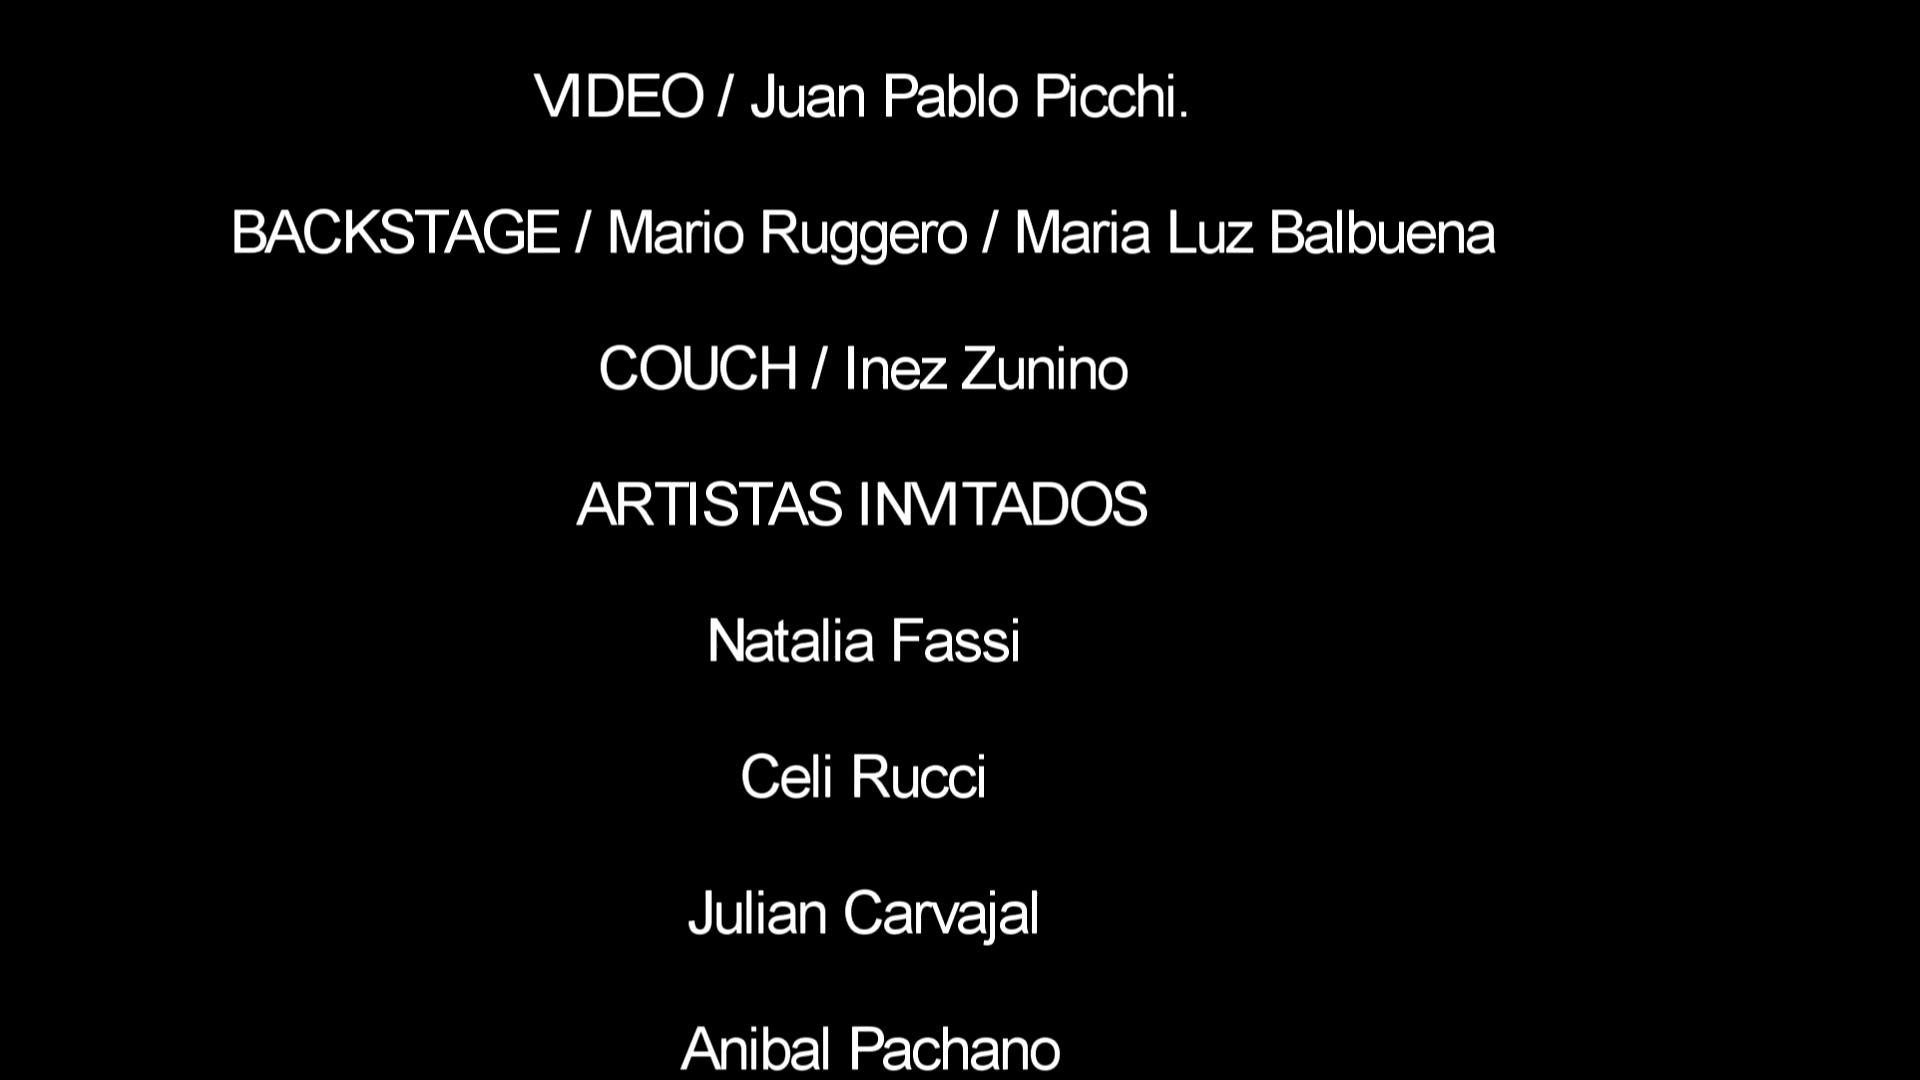 VIDEO / Juan Pablo Picchi.
BACKSTAGE / Mario Ruggero / Maria Luz Balbuena
COUCH / Inez Zunino
ARTISTAS INVITADOS
Natalia Fassi
Celi Rucci
Julian Carvajal
Anibal Pachano